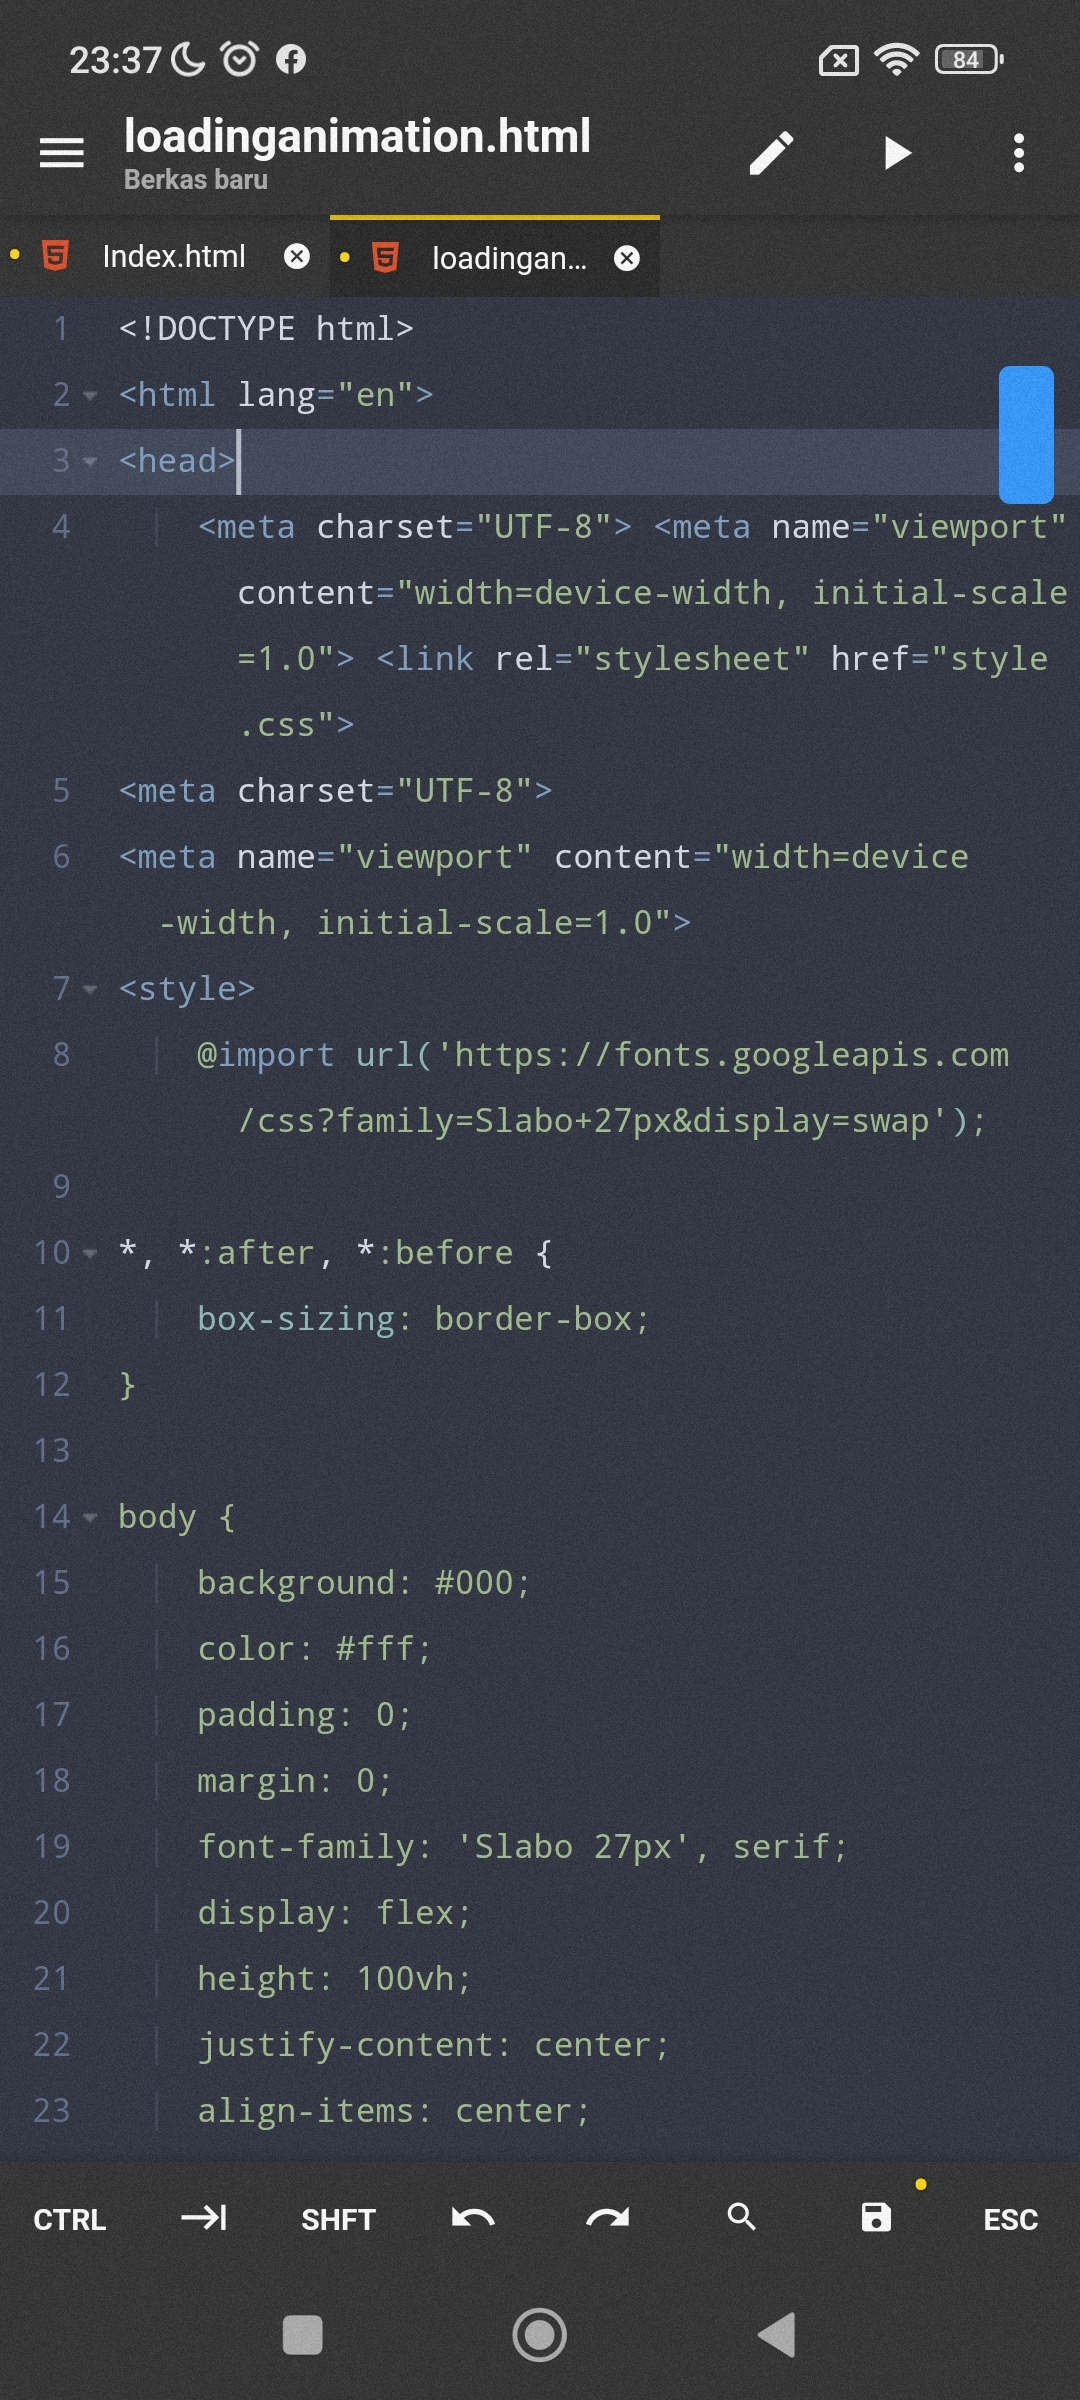 23:37
84
loadinganimation.html
Berkas baru
Index.html
loadingan...
1 <!DOCTYPE html>
2 <html lang="en">
3 <head>
4 <meta charset="UTF-8"> <meta name="viewport"
content="width=device-width, initial-scale
=1.0"> <link rel="stylesheet" href="style
.css">
5 <meta charset="UTF-8">
6 <meta name="viewport" content="width=device
-width, initial-scale=1.0">
7 <style>
8 @import url('https://fonts.googleapis.com
/css?family=Slabo+27px&display=swap');
9
10 *, *:after, *:before {
11 box-sizing: border-box;
12 }
13
14 body {
15 background: #000;
16 color: #fff;
17 padding: 0;
18 margin: 0;
19 font-family: 'Slabo 27px', serif;
20 display: flex;
21 height: 100vh;
22 justify-content: center;
23 align-items: center;
CTRL SHFT ESC